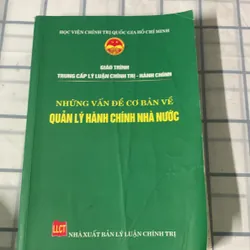 HỌC VIỆN CHÍNH TRỊ QUỐC GIA HỒ CHÍ MINH
GIÁO TRÌNH
TRUNG CẤP LÝ LUẬN CHÍNH TRỊ - HÀNH CHÍNH
NHỮNG VẤN ĐỀ CƠ BẢN VỀ
QUẢN LÝ HÀNH CHÍNH NHÀ NƯỚC
LLCT
NHÀ XUẤT BẢN LÝ LUẬN CHÍNH TRỊ